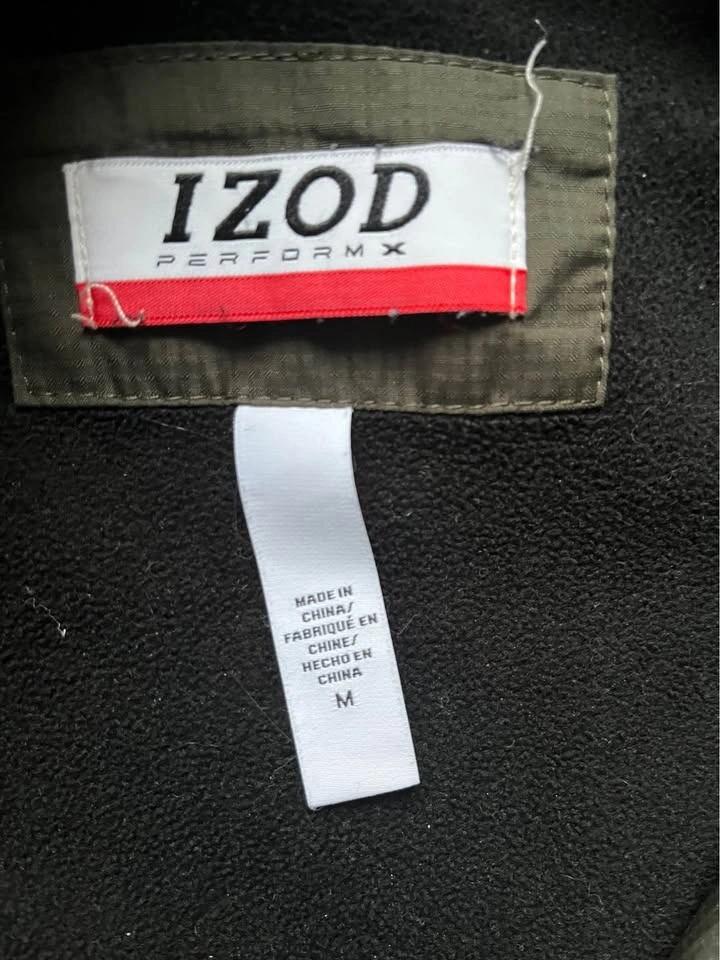 IZOD
PERFORM X
MADE IN
CHINA/
FABRIQUÉ EN
CHINE/
HECHO EN
CHINA
M